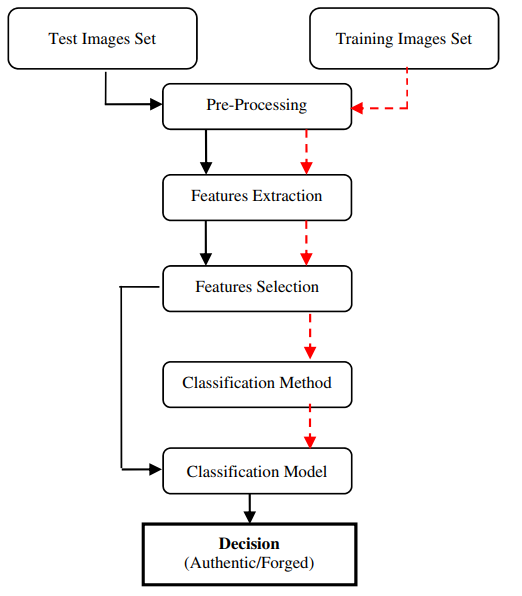 Test Images Set
Training Images Set
Pre-Processing
Features Extraction
Features Selection
Classification Method
Classification Model
Decision
(Authentic/Forged)